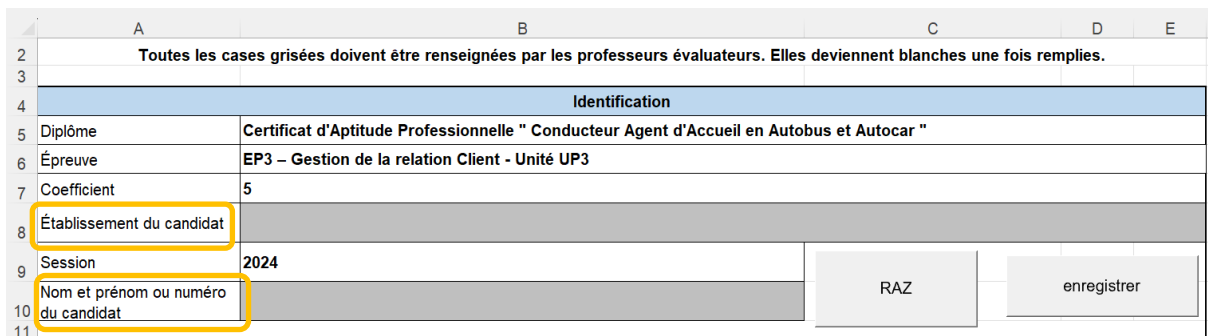 A B C D E
2 Toutes les cases grisées doivent être renseignées par les professeurs évaluateurs. Elles deviennent blanches une fois remplies.
3
4 Identification
5 Diplôme Certificat d'Aptitude Professionnelle " Conducteur Agent d'Accueil en Autobus et Autocar "
6 Épreuve EP3 – Gestion de la relation Client - Unité UP3
7 Coefficient 5
8 Établissement du candidat
9 Session 2024
RAZ enregistrer
Nom et prénom ou numéro
10 du candidat
11